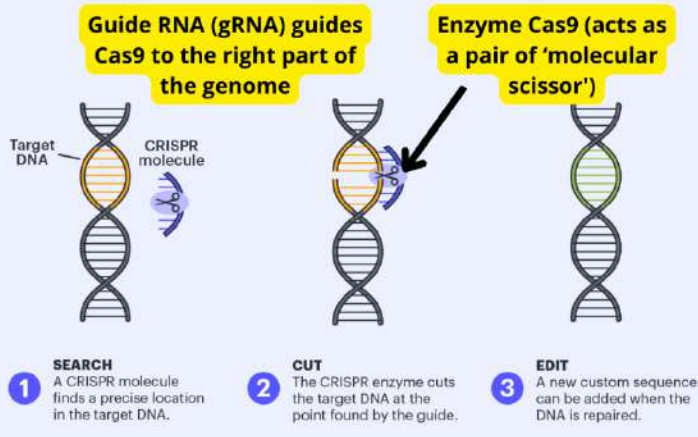 Guide RNA (gRNA) guides
Cas9 to the right part of
the genome
Enzyme Cas9 (acts as
a pair of ‘molecular
scissor')
Target
DNA
CRISPR
molecule
1
SEARCH
A CRISPR molecule
finds a precise location
in the target DNA.
2
CUT
The CRISPR enzyme cuts
the target DNA at the
point found by the guide.
3
EDIT
A new custom sequence
can be added when the
DNA is repaired.